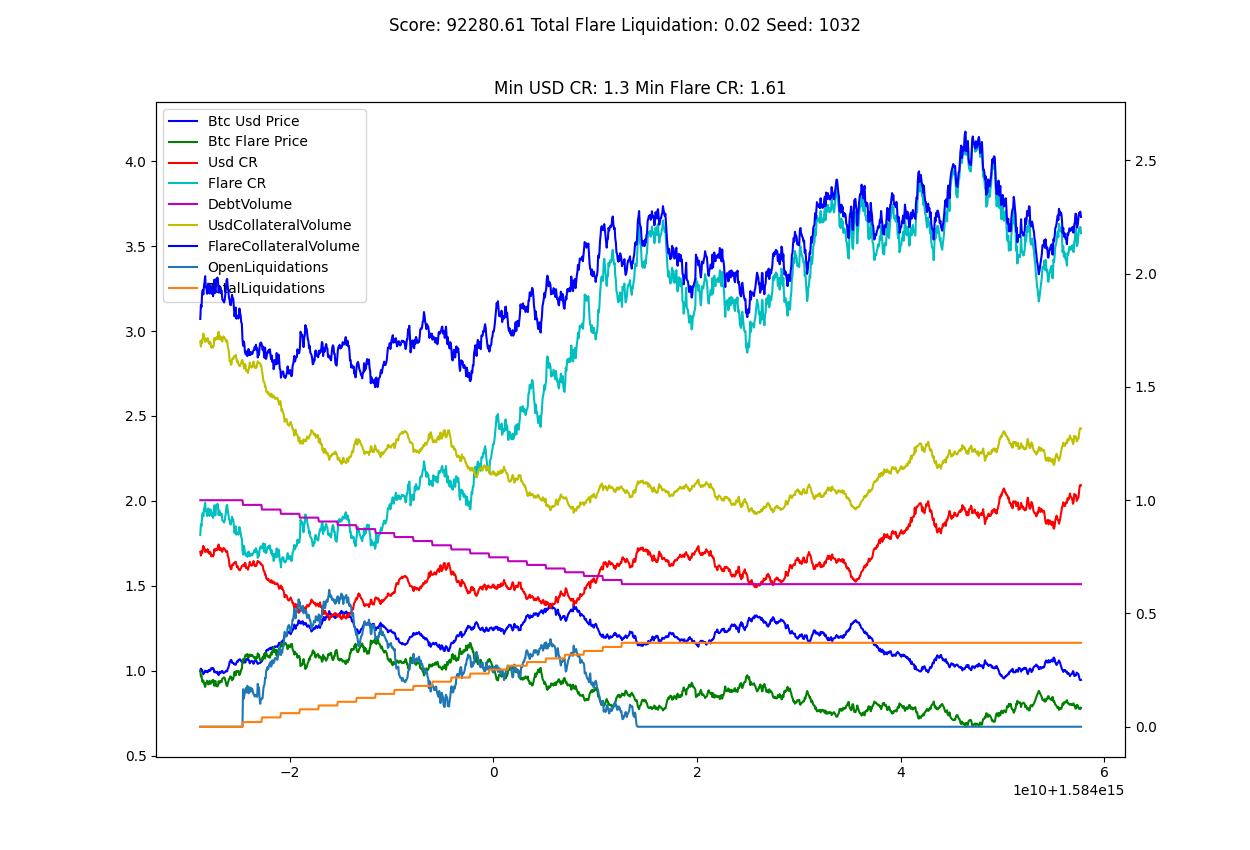 Score: 92280.61 Total Flare Liquidation: 0.02 Seed: 1032
Min USD CR: 1.3 Min Flare CR: 1.61
Btc Usd Price
Btc Flare Price
Usd CR
Flare CR
DebtVolume
UsdCollateralVolume
FlareCollateralVolume
OpenLiquidations
TotalLiquidations
4.0
3.5
3.0
2.5
2.0
1.5
1.0
0.5
2.5
2.0
1.5
1.0
0.5
0.0
−2 0 2 4 6
1e10+1.584e15